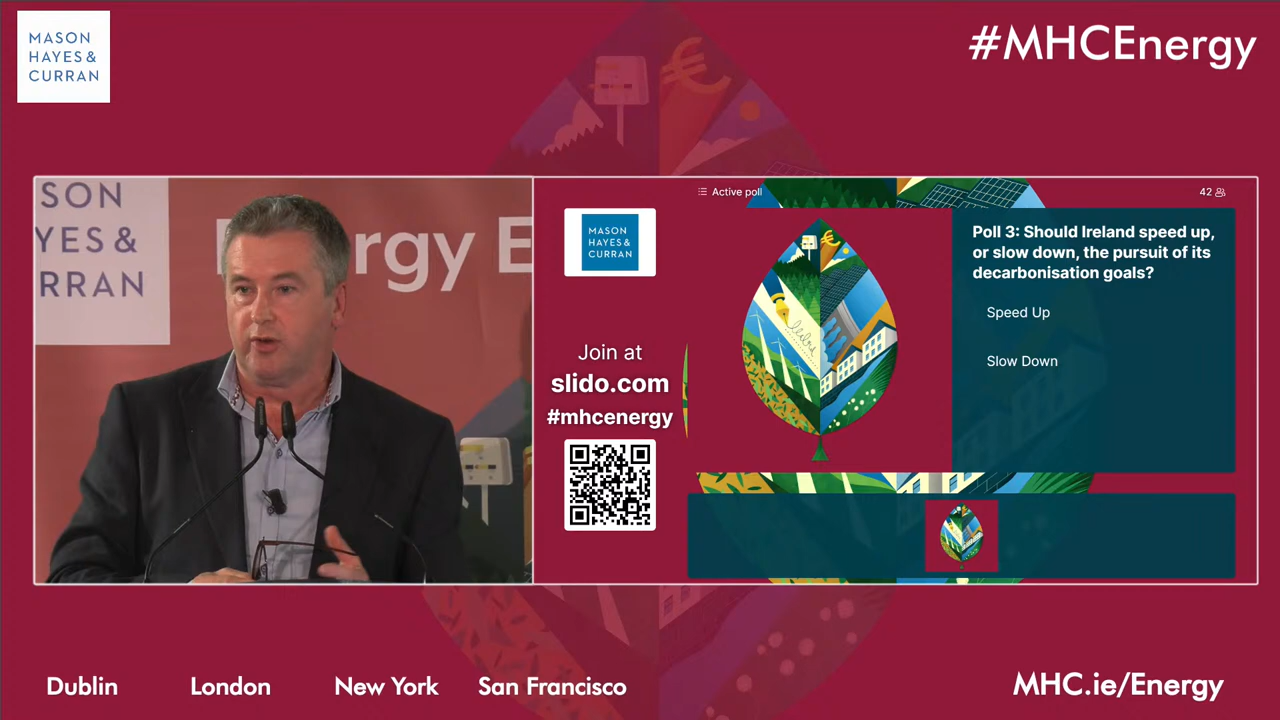 MASON
HAYES &
CURRAN
#MHCEnergy
SON
YES &
RRAN
rgy E
MASON
HAYES &
CURRAN
Join at
slido.com
#mhcenergy
Active poll
42
Poll 3: Should Ireland speed up,
or slow down, the pursuit of its
decarbonisation goals?
Speed Up
Slow Down
Dublin
London
New York
San Francisco
MHC.ie/Energy